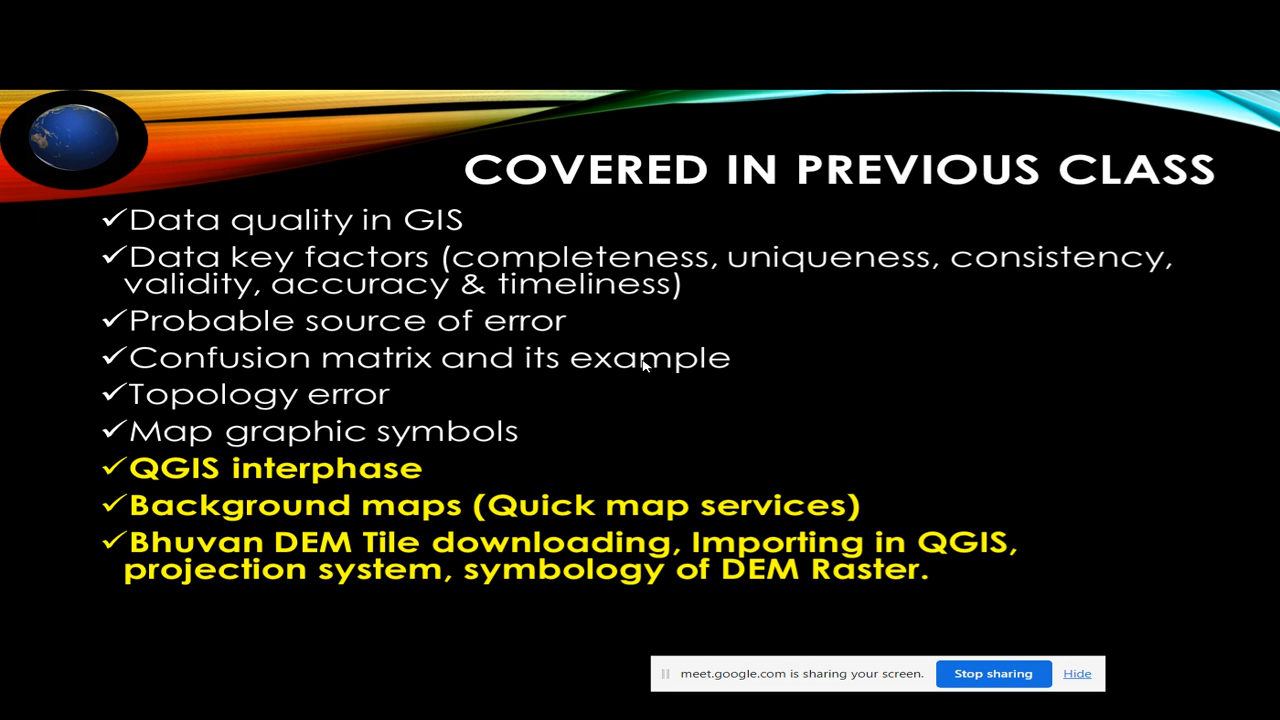 COVERED IN PREVIOUS CLASS
✓Data quality in GIS
✓Data key factors (completeness, uniqueness, consistency,
validity, accuracy & timeliness)
✓Probable source of error
✓Confusion matrix and its example
✓Topology error
✓Map graphic symbols
✓QGIS interphase
✓Background maps (Quick map services)
✓Bhuvan DEM Tile downloading, Importing in QGIS,
projection system, symbology of DEM Raster.
meet.google.com is sharing your screen. Stop sharing Hide